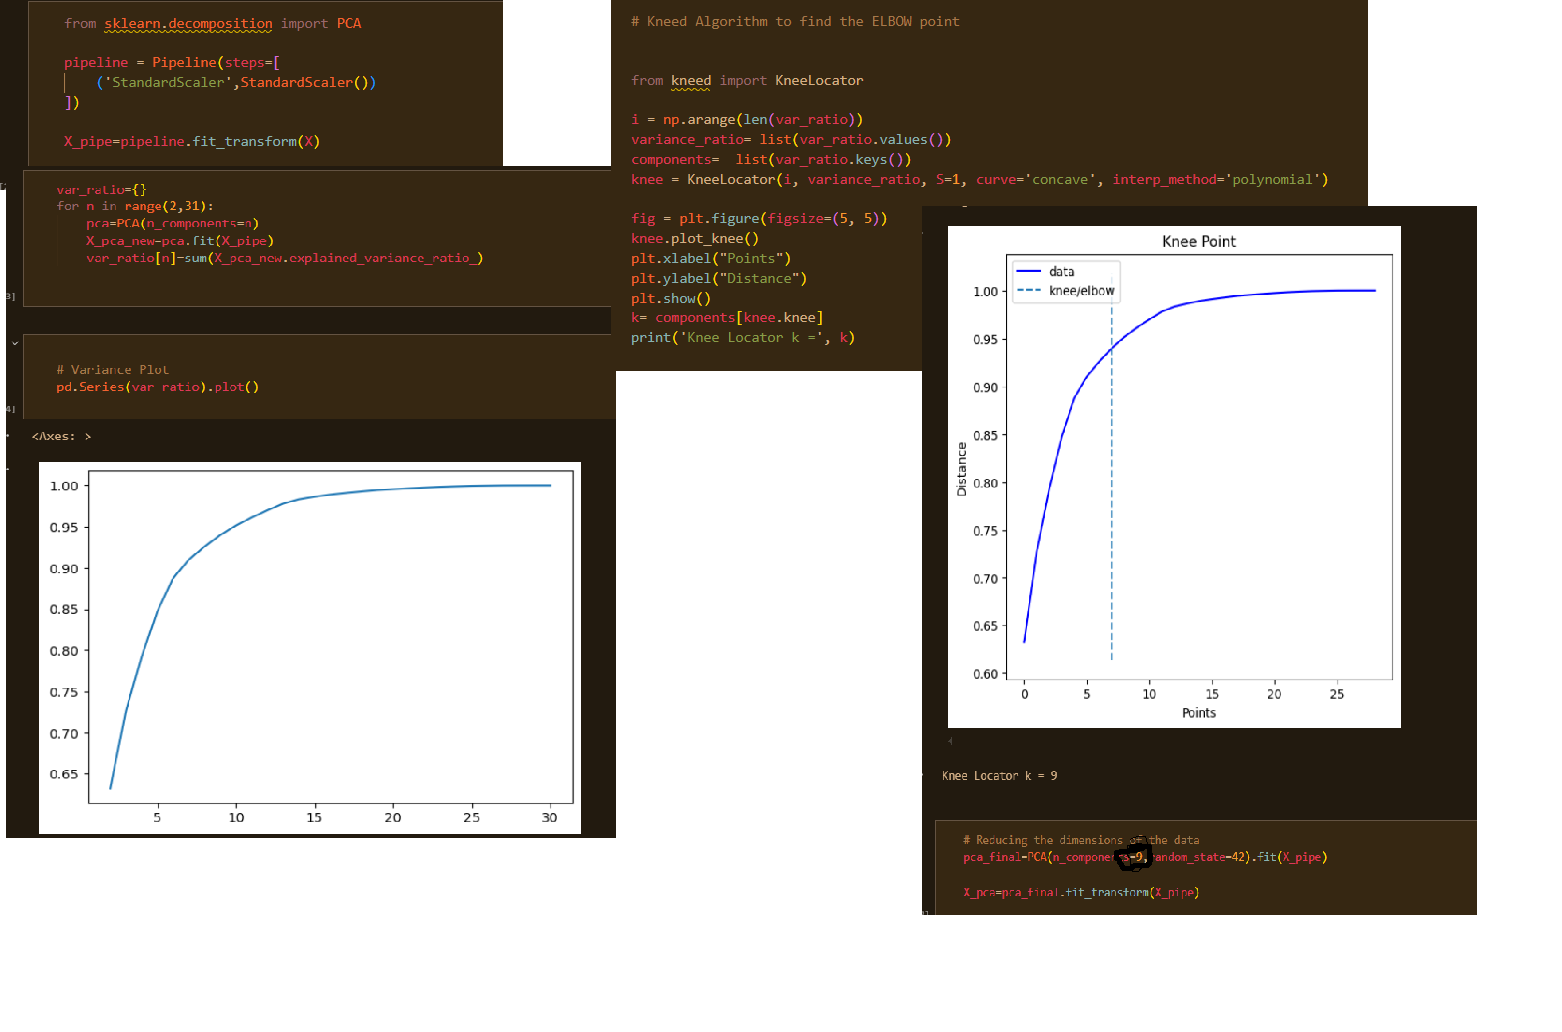 from sklearn.decomposition import PCA
pipeline = Pipeline(steps=[
('StandardScaler',StandardScaler())
])
X_pipe=pipeline.fit_transform(X)
var_ratio={}
for n in range(2,31):
pca=PCA(n_components=n)
X_pca_new=pca.fit(X_pipe)
var_ratio[n]=sum(X_pca_new.explained_variance_ratio_)
3]
# Variance Plot
pd.Series(var_ratio).plot()
4]
<Axes: >
1.00
0.95
0.90
0.85
0.80
0.75
0.70
0.65
5 10 15 20 25 30
# Kneed Algorithm to find the ELBOW point
from kneed import KneeLocator
i = np.arange(len(var_ratio))
variance_ratio= list(var_ratio.values())
components=  list(var_ratio.keys())
knee = KneeLocator(i, variance_ratio, S=1, curve='concave', interp_method='polynomial')
fig = plt.figure(figsize=(5, 5))
knee.plot_knee()
plt.xlabel("Points")
plt.ylabel("Distance")
plt.show()
k= components[knee.knee]
print('Knee Locator k =', k)
Knee Point
data
knee/elbow
1.00
0.95
0.90
0.85
0.80
0.75
0.70
0.65
0.60
Distance
0 5 10 15 20 25
Points
Knee Locator k = 9
# Reducing the dimensions of the data
pca_final=PCA(n_components=9,random_state=42).fit(X_pipe)
X_pca=pca_final.fit_transform(X_pipe)